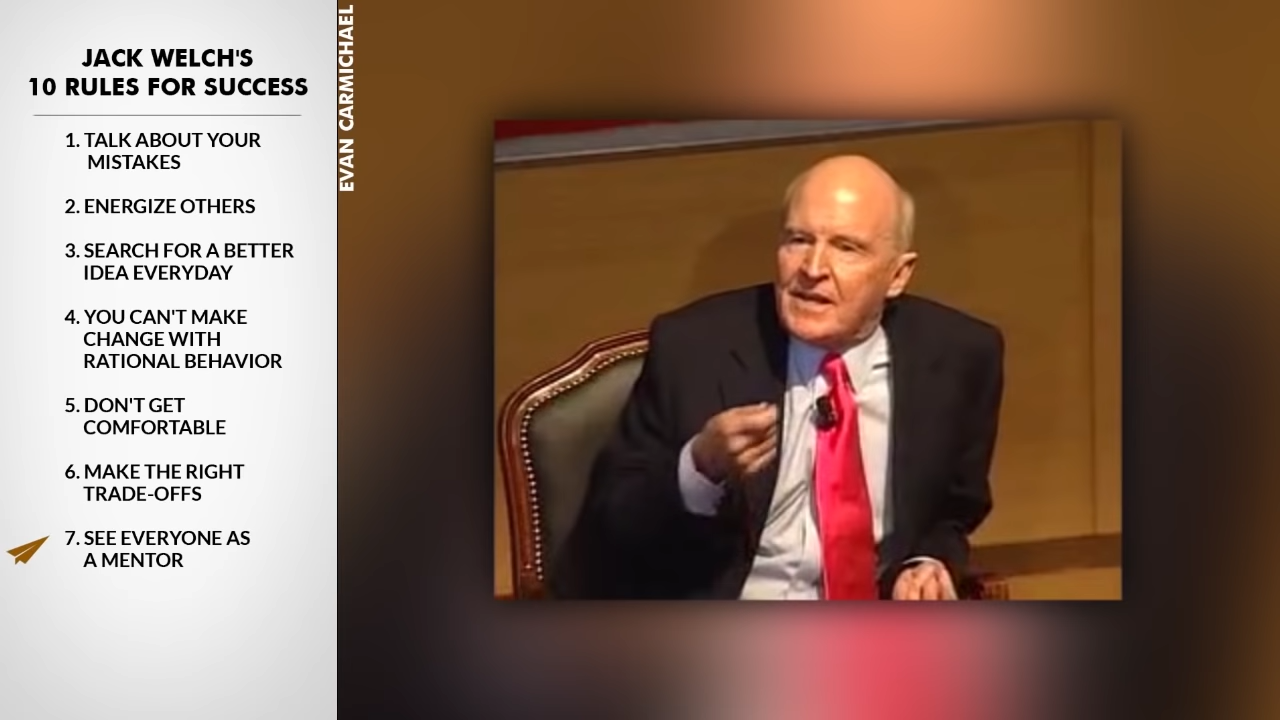 JACK WELCH'S
10 RULES FOR SUCCESS
1. TALK ABOUT YOUR
MISTAKES
2. ENERGIZE OTHERS
3. SEARCH FOR A BETTER
IDEA EVERYDAY
4. YOU CAN'T MAKE
CHANGE WITH
RATIONAL BEHAVIOR
5. DON'T GET
COMFORTABLE
6. MAKE THE RIGHT
TRADE-OFFS
7. SEE EVERYONE AS
A MENTOR
EVAN CARMICHAEL